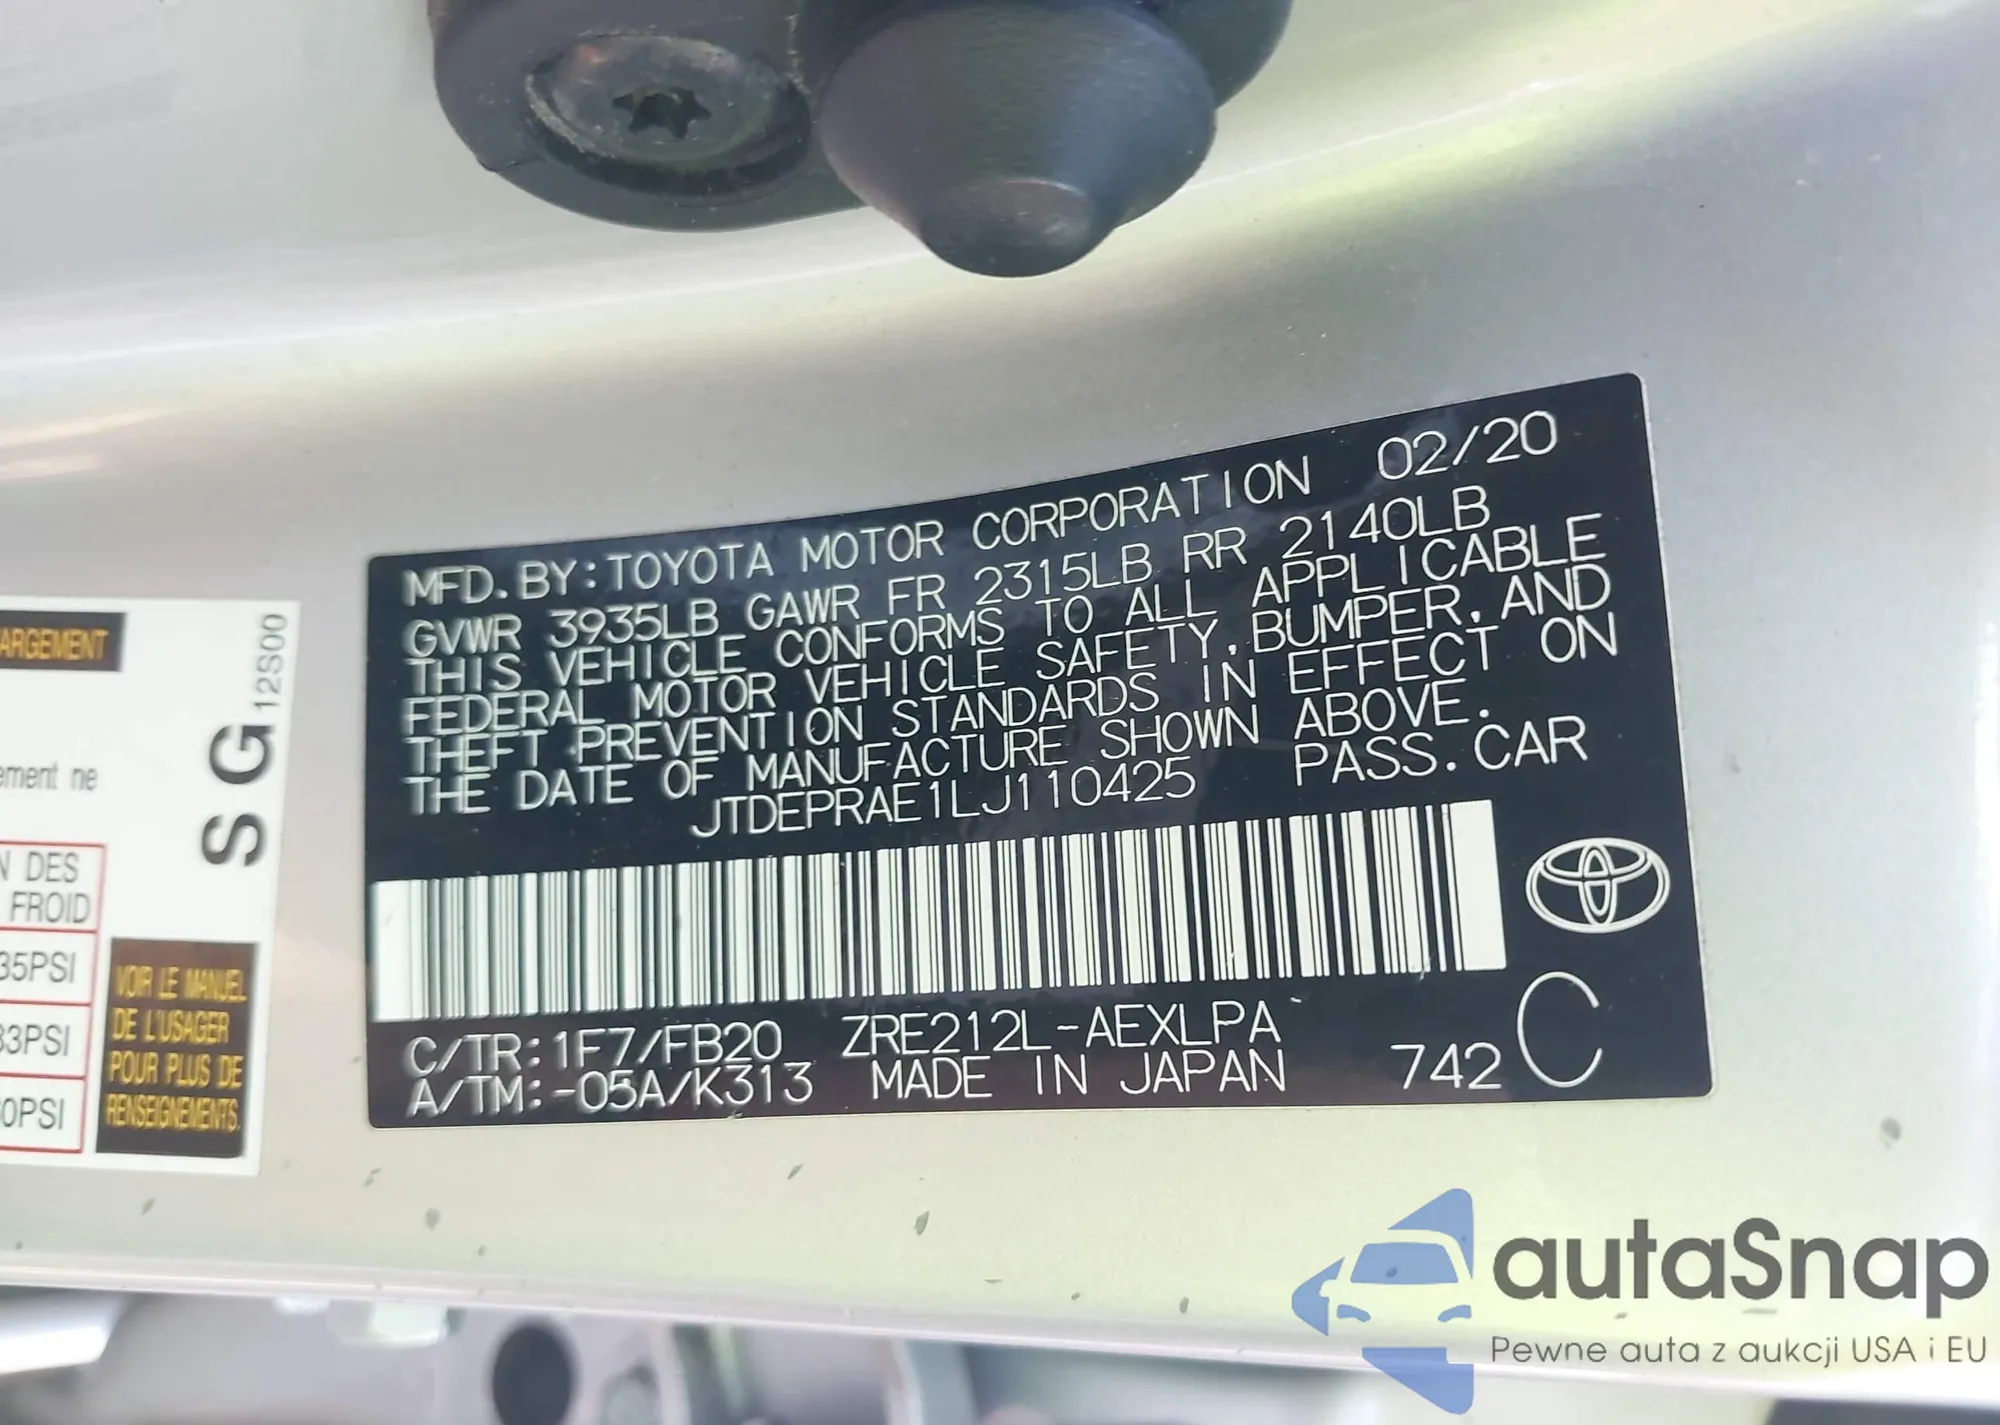 MFD. BY: TOYOTA MOTOR CORPORATION 02/20
GVWR 3935LB GAWR FR 2315LB RR 2140LB
THIS VEHICLE CONFORMS TO ALL APPLICABLE
FEDERAL MOTOR VEHICLE SAFETY, BUMPER, AND
THEFT PREVENTION STANDARDS IN EFFECT ON
THE DATE OF MANUFACTURE SHOWN ABOVE.
JTDEPRAE1LJ110425 PASS. CAR
C/TR: 1F7/FB20 ZRE212L-AEXLPA
A/TM: -05A/K313 MADE IN JAPAN 742 C
ARGEMENT
SG 12S00
ement ne
N DES
FROID
35PSI
33PSI
0PSI
VOIR LE MANUEL
DE L'USAGER
POUR PLUS DE
RENSEIGNEMENTS.
autaSnap
Pewne auta z aukcji USA i EU